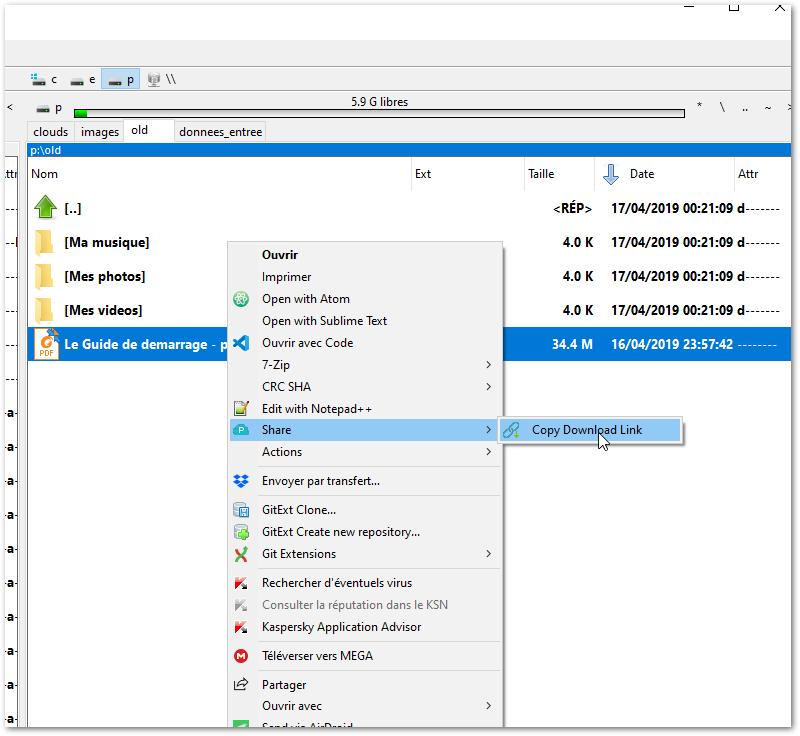 c e p \\
< p 5.9 G libres * \ .. ~ >
clouds images old donnees_entree
p:\old
Nom Ext Taille Date Attr
[..] <RÉP> 17/04/2019 00:21:09 d-------
[Ma musique] 4.0 K 17/04/2019 00:21:09 d-------
[Mes photos] 4.0 K 17/04/2019 00:21:09 d-------
[Mes videos] 4.0 K 17/04/2019 00:21:09 d-------
Le Guide de demarrage - p 34.4 M 16/04/2019 23:57:42 --------
PDF
Ouvrir
Imprimer
Open with Atom
Open with Sublime Text
Ouvrir avec Code
7-Zip
CRC SHA
Edit with Notepad++
Share
Copy Download Link
Actions
Envoyer par transfert...
GitExt Clone...
GitExt Create new repository...
Git Extensions
Rechercher d'éventuels virus
Consulter la réputation dans le KSN
Kaspersky Application Advisor
Téléverser vers MEGA
Partager
Ouvrir avec
Send via AirDroid